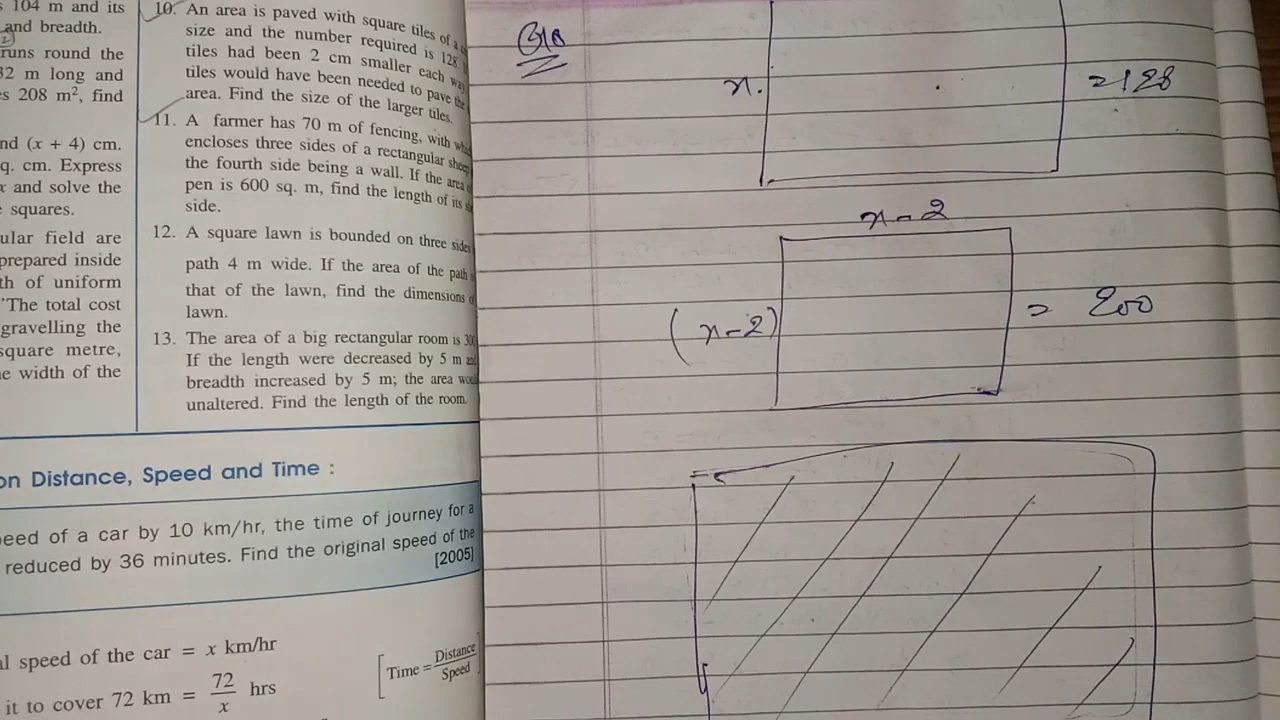 104 m and its
and breadth.
runs round the
32 m long and
208 m², find
nd (x + 4) cm.
q. cm. Express
x and solve the
squares.
ular field are
prepared inside
th of uniform
"The total cost
gravelling the
square metre,
e width of the
10. An area is paved with square tiles of a
size and the number required is 128.
tiles had been 2 cm smaller each way
tiles would have been needed to pave the
area. Find the size of the larger tiles.
11. A farmer has 70 m of fencing, with
encloses three sides of a rectangular
the fourth side being a wall. If the area
pen is 600 sq. m, find the length of its
side.
12. A square lawn is bounded on three sides
path 4 m wide. If the area of the path
that of the lawn, find the dimensions
lawn.
13. The area of a big rectangular room is 30
If the length were decreased by 5 m
breadth increased by 5 m; the area
unaltered. Find the length of the room.
on Distance, Speed and Time :
eed of a car by 10 km/hr, the time of journey for a
reduced by 36 minutes. Find the original speed of the
[2005]
al speed of the car = x km/hr
[Time = Distance/Speed]
it to cover 72 km = 72/x hrs
x.
=128
x-2
(x-2)
= 200